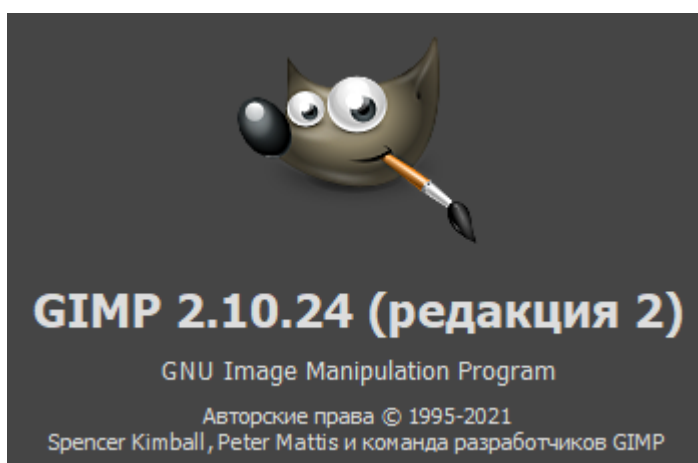 GIMP 2.10.24 (редакция 2)
GNU Image Manipulation Program
Авторские права © 1995-2021
Spencer Kimball, Peter Mattis и команда разработчиков GIMP